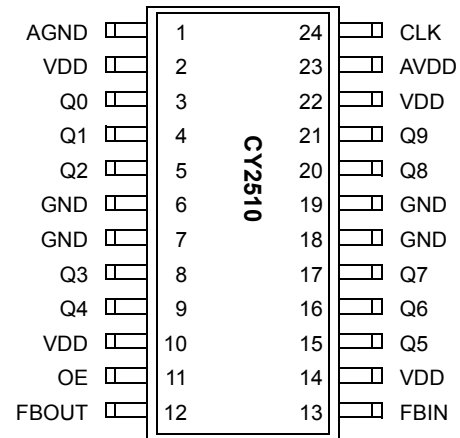 AGND 1 24 CLK
VDD 2 23 AVDD
Q0 3 22 VDD
Q1 4 21 Q9
Q2 5 20 Q8
GND 6 19 GND
GND 7 18 GND
Q3 8 17 Q7
Q4 9 16 Q6
VDD 10 15 Q5
OE 11 14 VDD
FBOUT 12 13 FBIN
CY2510